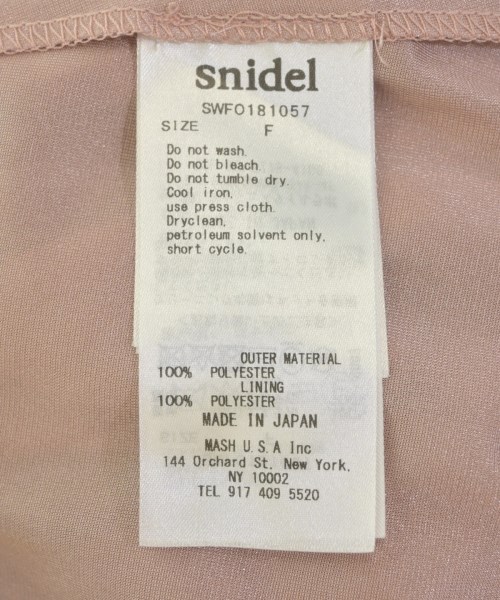 snidel
SWFO181057
SIZE F
Do not wash.
Do not bleach.
Do not tumble dry.
Cool iron,
use press cloth.
Dryclean,
petroleum solvent only,
short cycle.
OUTER MATERIAL
100% POLYESTER
LINING
100% POLYESTER
MADE IN JAPAN
MASH U.S.A Inc
144 Orchard St. New York.
NY 10002
TEL 917 409 5520